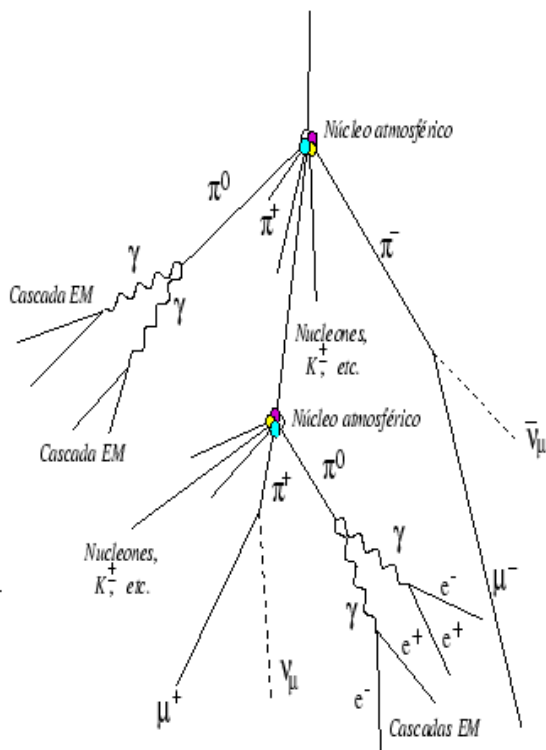 Núcleo atmosférico
π⁰
π⁺
π⁻
γ
γ
Cascada EM
Nucleones,
K±, etc.
Núcleo atmosférico
ν̄μ
Cascada EM
π⁺
π⁰
Nucleones,
K±, etc.
γ
e⁻
μ⁻
γ
e⁺
e⁺
νμ
μ⁺
e⁻
Cascadas EM